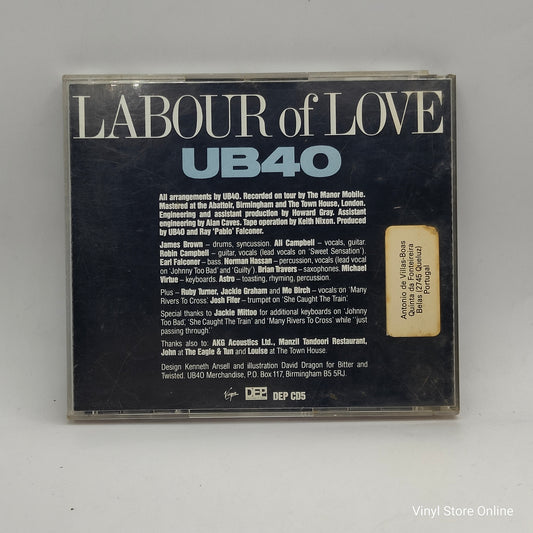 LABOUR of LOVE
UB40
All arrangements by UB40. Recorded on tour by The Manor Mobile.
Mastered at the Abattoir, Birmingham and The Town House, London.
Engineering and assistant production by Howard Gray. Assistant
engineering by Alan Caves. Tape operation by Keith Nixon. Produced
by UB40 and Ray 'Pablo' Falconer.
James Brown – drums, syncussion. Ali Campbell – vocals, guitar.
Robin Campbell – guitar, vocals (lead vocals on 'Sweet Sensation').
Earl Falconer – bass. Norman Hassan – percussion, vocals (lead vocal
on 'Johnny Too Bad' and 'Guilty'). Brian Travers – saxophones. Michael
Virtue – keyboards. Astro – toasting, rhyming, percussion.
Plus – Ruby Turner, Jackie Graham and Mo Birch – vocals on 'Many
Rivers To Cross'. Josh Fifer – trumpet on 'She Caught The Train'.
Special thanks to Jackie Mittoo for additional keyboards on 'Johnny
Too Bad', 'She Caught The Train' and 'Many Rivers To Cross' while "just
passing through".
Thanks also to: AKG Acoustics Ltd., Manzil Tandoori Restaurant,
John at The Eagle & Tun and Louise at The Town House.
Design Kenneth Ansell and illustration David Dragon for Bitter and
Twisted. UB40 Merchandise, P.O. Box 117, Birmingham B5 5RJ.
Virgin DEP DEP CD5
Antonio de Villas-Boas
Quinta da Fonteireira
Belas (2745 Queluz)
Portugal
Vinyl Store Online